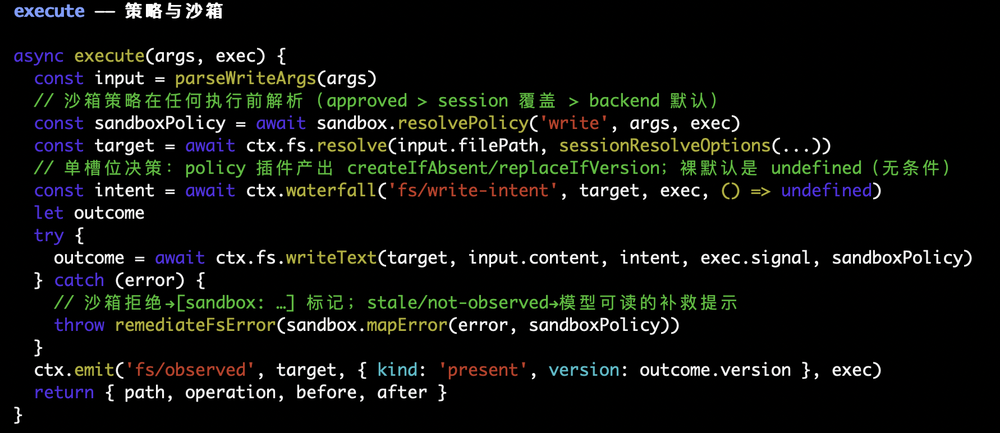 execute —— 策略与沙箱
async execute(args, exec) {
  const input = parseWriteArgs(args)
  // 沙箱策略在任何执行前解析（approved > session 覆盖 > backend 默认）
  const sandboxPolicy = await sandbox.resolvePolicy('write', args, exec)
  const target = await ctx.fs.resolve(input.filePath, sessionResolveOptions(...))
  // 单槽位决策：policy 插件产出 createIfAbsent/replaceIfVersion；裸默认是 undefined（无条件）
  const intent = await ctx.waterfall('fs/write-intent', target, exec, () => undefined)
  let outcome
  try {
    outcome = await ctx.fs.writeText(target, input.content, intent, exec.signal, sandboxPolicy)
  } catch (error) {
    // 沙箱拒绝→[sandbox: …] 标记；stale/not-observed→模型可读的补救提示
    throw remediateFsError(sandbox.mapError(error, sandboxPolicy))
  }
  ctx.emit('fs/observed', target, { kind: 'present', version: outcome.version }, exec)
  return { path, operation, before, after }
}